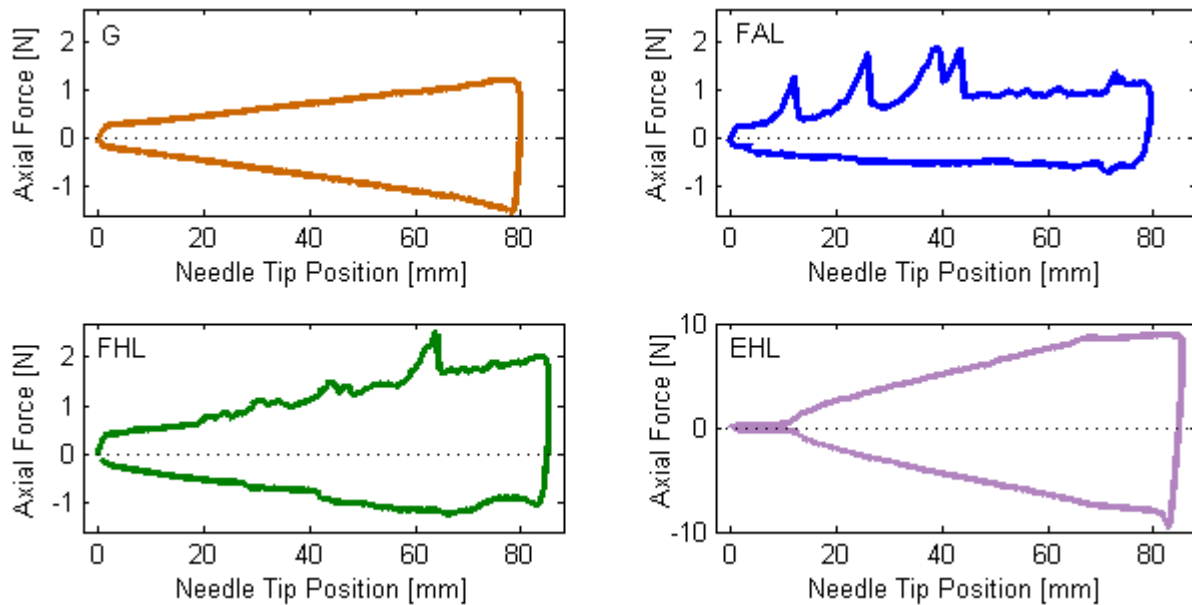 G
2
1
0
-1
Axial Force [N]
0 20 40 60 80
Needle Tip Position [mm]
FAL
2
1
0
-1
Axial Force [N]
0 20 40 60 80
Needle Tip Position [mm]
FHL
2
1
0
-1
Axial Force [N]
0 20 40 60 80
Needle Tip Position [mm]
EHL
10
0
-10
Axial Force [N]
0 20 40 60 80
Needle Tip Position [mm]